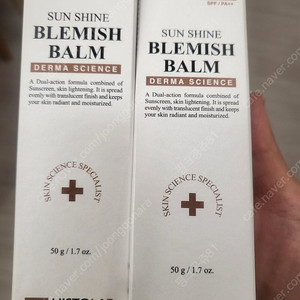 SUN SHINE
BLEMISH
BALM
DERMA SCIENCE
A Dual-action formula combined of
Sunscreen, skin lightening. It is spread
evenly with translucent finish and keeps
your skin radiant and moisturized.
SKIN SCIENCE SPECIALIST
50 g / 1.7 oz.
SPF / PA++
SUN SHINE
BLEMISH
BALM
DERMA SCIENCE
A Dual-action formula combined of
Sunscreen, skin lightening. It is spread
evenly with translucent finish and keeps
your skin radiant and moisturized.
SKIN SCIENCE SPECIALIST
50 g / 1.7 oz.